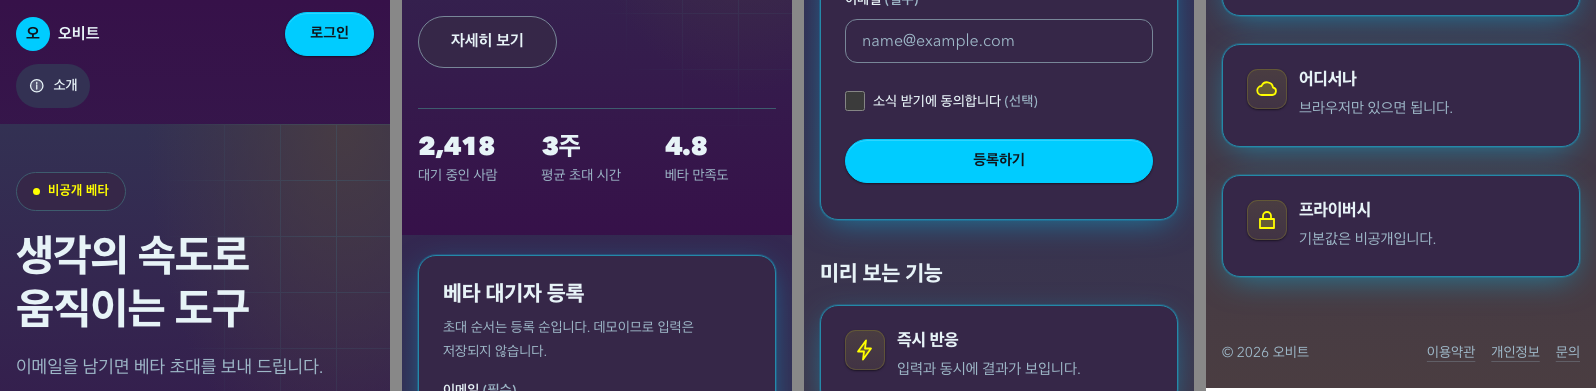 오 오비트
로그인
소개
비공개 베타
생각의 속도로
움직이는 도구
이메일을 남기면 베타 초대를 보내 드립니다.
자세히 보기
2,418
대기 중인 사람
3주
평균 초대 시간
4.8
베타 만족도
베타 대기자 등록
초대 순서는 등록 순입니다. 데모이므로 입력은
저장되지 않습니다.
이메일 (필수)
이메일 (필수)
name@example.com
소식 받기에 동의합니다 (선택)
등록하기
미리 보는 기능
즉시 반응
입력과 동시에 결과가 보입니다.
어디서나
브라우저만 있으면 됩니다.
프라이버시
기본값은 비공개입니다.
© 2026 오비트
이용약관 개인정보 문의